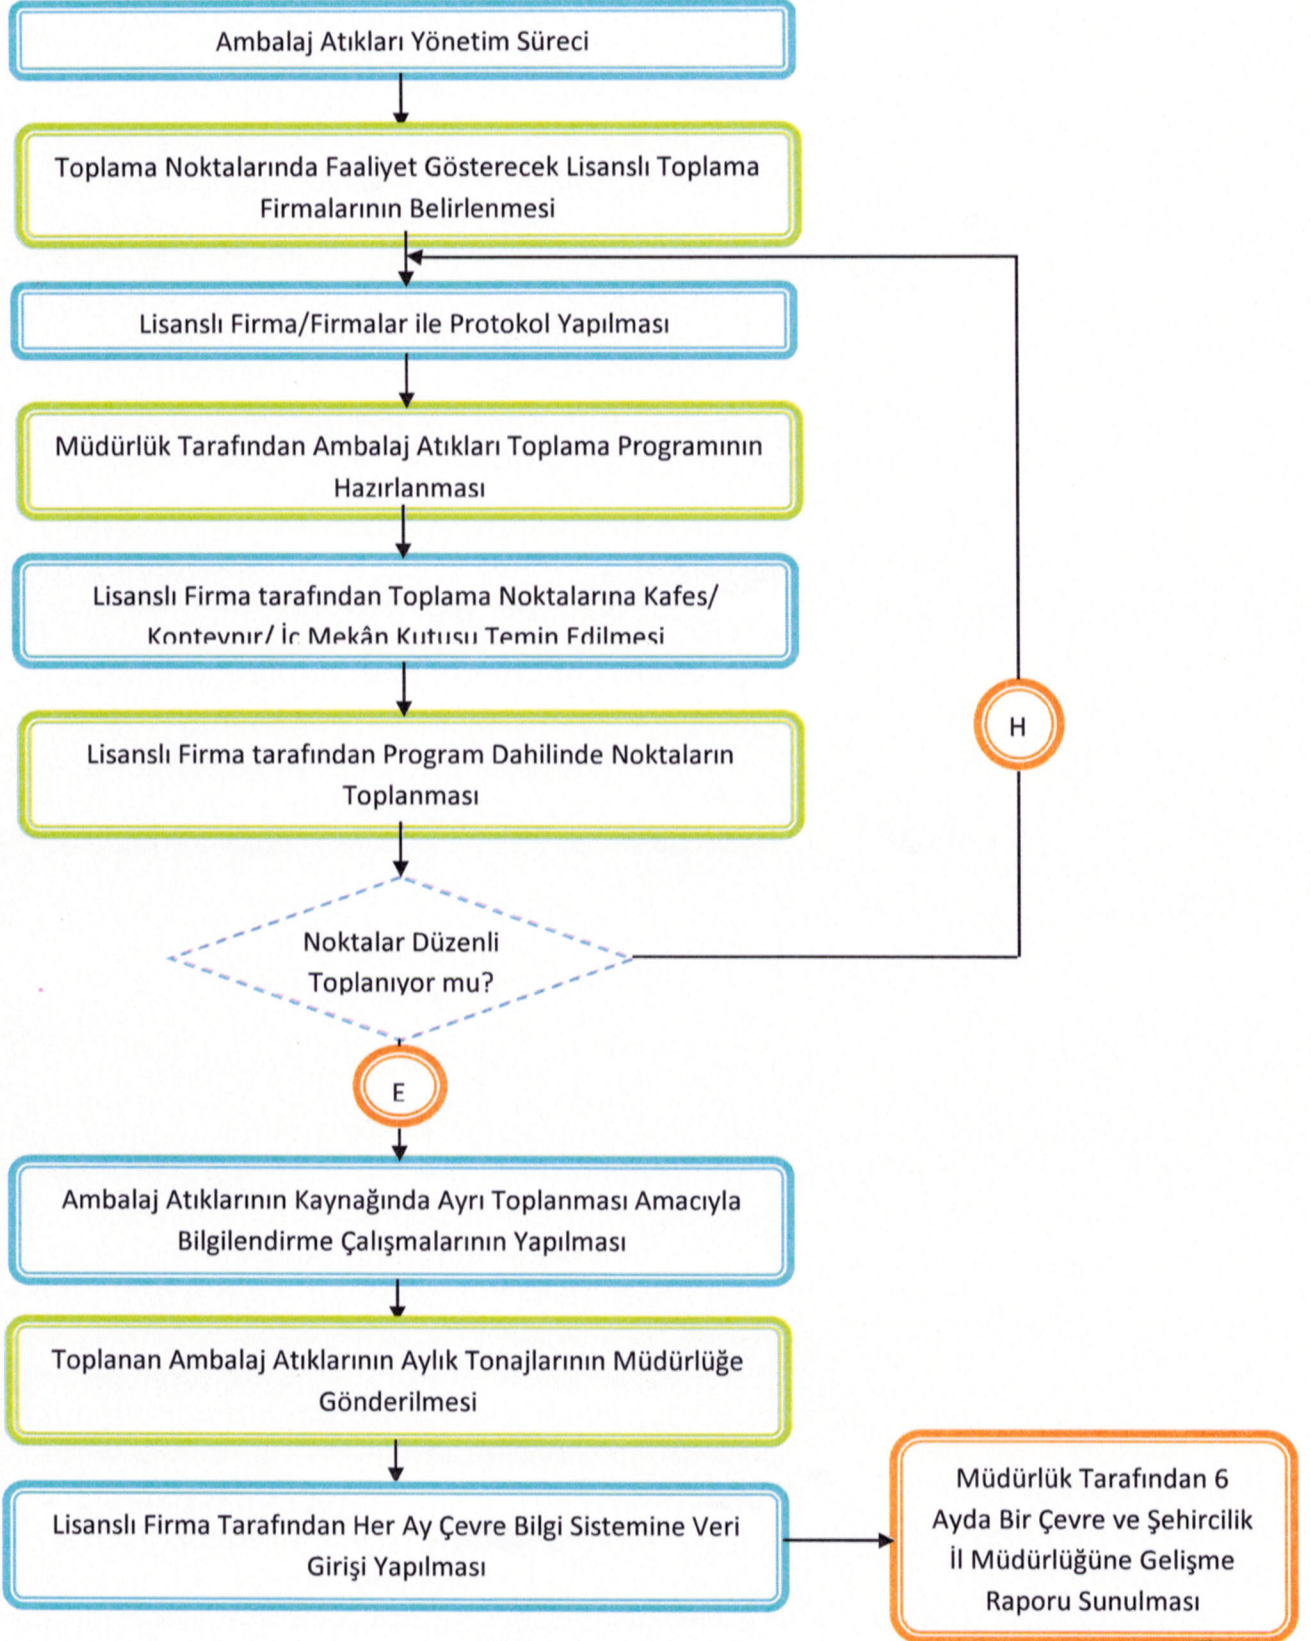 Ambalaj Atıkları Yönetim Süreci
Toplama Noktalarında Faaliyet Gösterecek Lisanslı Toplama
Firmalarının Belirlenmesi
Lisanslı Firma/Firmalar ile Protokol Yapılması
Müdürlük Tarafından Ambalaj Atıkları Toplama Programının
Hazırlanması
Lisanslı Firma tarafından Toplama Noktalarına Kafes/
Konteynır/ İç Mekân Kutusu Temin Edilmesi
Lisanslı Firma tarafından Program Dahilinde Noktaların
Toplanması
H
Noktalar Düzenli
Toplanıyor mu?
E
Ambalaj Atıklarının Kaynağında Ayrı Toplanması Amacıyla
Bilgilendirme Çalışmalarının Yapılması
Toplanan Ambalaj Atıklarının Aylık Tonajlarının Müdürlüğe
Gönderilmesi
Lisanslı Firma Tarafından Her Ay Çevre Bilgi Sistemine Veri
Girişi Yapılması
Müdürlük Tarafından 6
Ayda Bir Çevre ve Şehircilik
İl Müdürlüğüne Gelişme
Raporu Sunulması